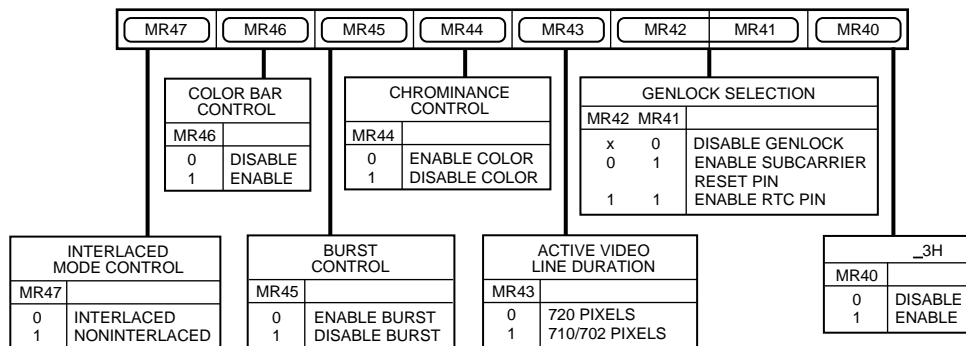 MR47 MR46 MR45 MR44 MR43 MR42 MR41 MR40
COLOR BAR
CONTROL
MR46
0 DISABLE
1 ENABLE
CHROMINANCE
CONTROL
MR44
0 ENABLE COLOR
1 DISABLE COLOR
GENLOCK SELECTION
MR42 MR41
x 0 DISABLE GENLOCK
0 1 ENABLE SUBCARRIER
RESET PIN
1 1 ENABLE RTC PIN
INTERLACED
MODE CONTROL
MR47
0 INTERLACED
1 NONINTERLACED
BURST
CONTROL
MR45
0 ENABLE BURST
1 DISABLE BURST
ACTIVE VIDEO
LINE DURATION
MR43
0 720 PIXELS
1 710/702 PIXELS
_3H
MR40
0 DISABLE
1 ENABLE